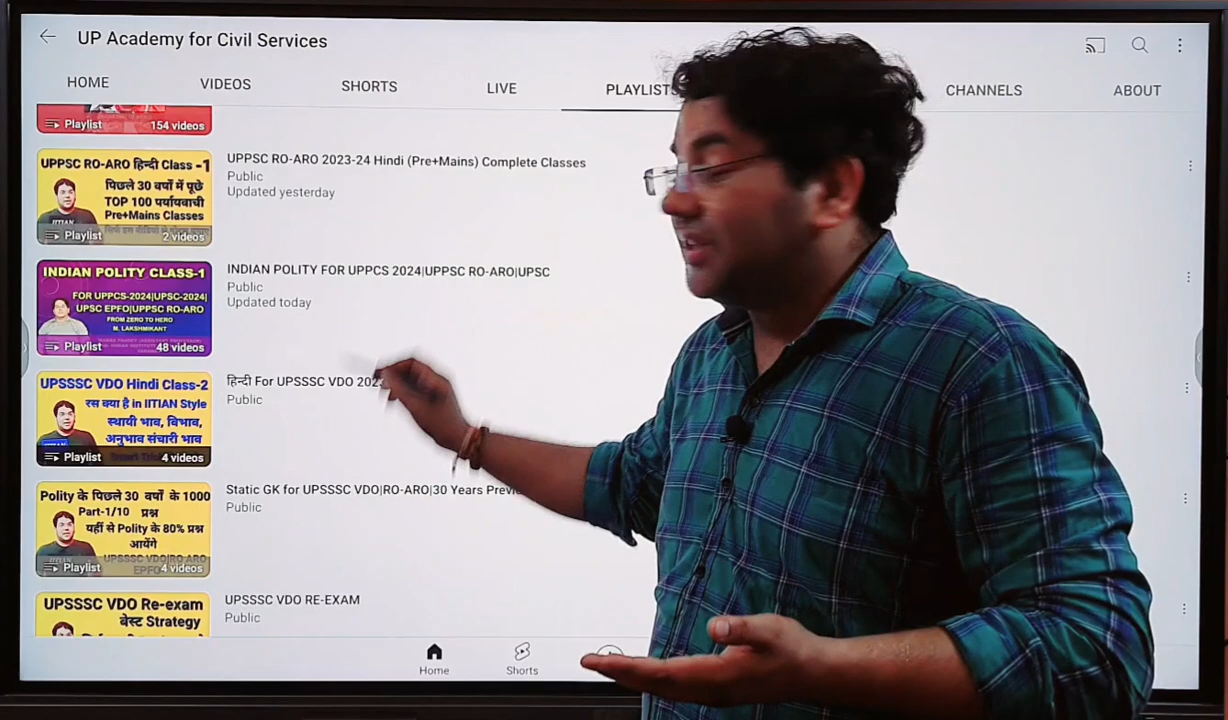 UP Academy for Civil Services
HOME VIDEOS SHORTS LIVE PLAYLISTS CHANNELS ABOUT
Playlist 154 videos
UPPSC RO-ARO हिन्दी Class -1
पिछले 30 वर्षों में पूछे
TOP 100 पर्यायवाची
Pre+Mains Classes
Playlist 2 videos
UPPSC RO-ARO 2023-24 Hindi (Pre+Mains) Complete Classes
Public
Updated yesterday
INDIAN POLITY CLASS-1
FOR UPPCS-2024|UPSC-2024|
UPSC EPFO|UPPSC RO-ARO
FROM ZERO TO HERO
M. LAKSHMIKANT
Playlist 48 videos
INDIAN POLITY FOR UPPCS 2024|UPPSC RO-ARO|UPSC
Public
Updated today
UPSSSC VDO Hindi Class-2
रस क्या है in IITIAN Style
स्थायी भाव, विभाव,
अनुभाव संचारी भाव
Playlist 4 videos
हिन्दी For UPSSSC VDO
Public
Polity के पिछले 30 वर्षों के 1000
Part-1/10 प्रश्न
यहीं से Polity के 80% प्रश्न
आयेंगे
UPSSSC VDO|RO ARO
EPFO
Playlist 4 videos
Static GK for UPSSSC VDO|RO-ARO|30 Years
Public
UPSSSC VDO Re-exam
बेस्ट Strategy
UPSSSC VDO RE-EXAM
Public
Home Shorts